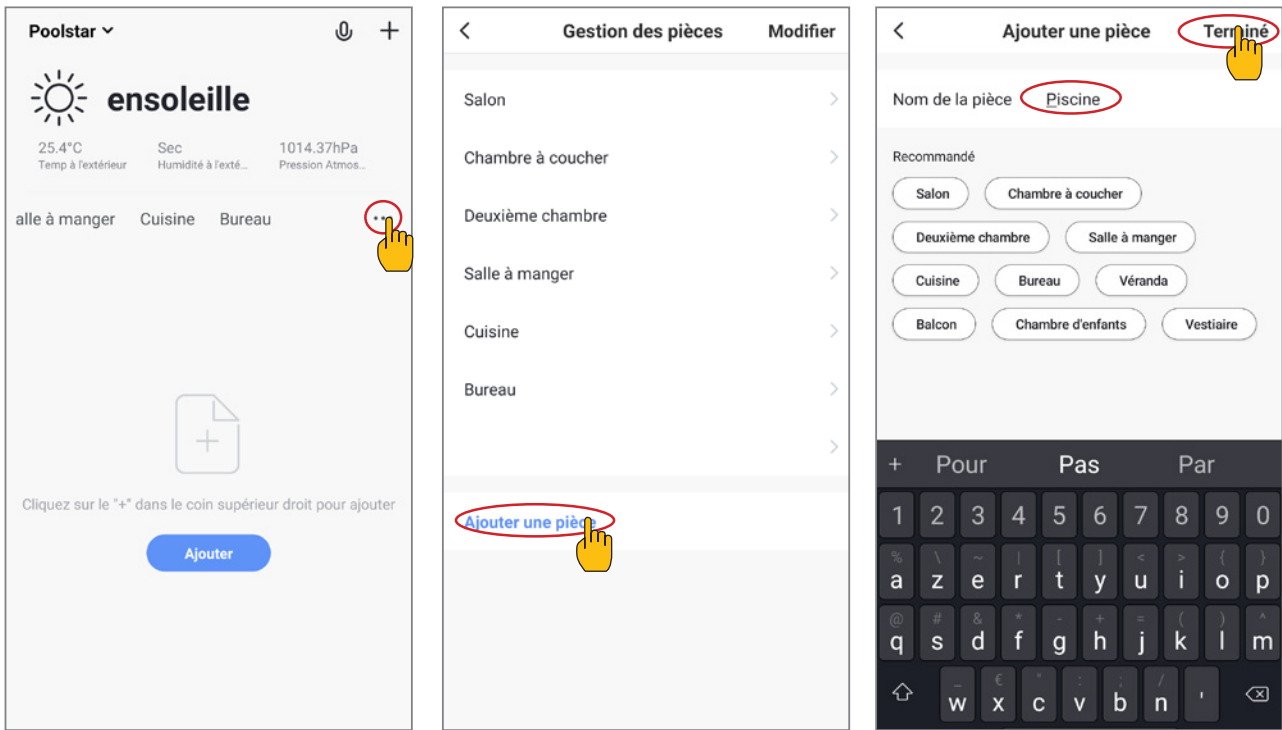 Poolstar
ensoleille
25.4°C Sec 1014.37hPa
Temp à l'extérieur Humidité à l'exté... Pression Atmos...
alle à manger Cuisine Bureau ...
Cliquez sur le "+" dans le coin supérieur droit pour ajouter
Ajouter
Gestion des pièces Modifier
Salon
Chambre à coucher
Deuxième chambre
Salle à manger
Cuisine
Bureau
Ajouter une pièce
Ajouter une pièce Terminé
Nom de la pièce Piscine
Recommandé
Salon Chambre à coucher
Deuxième chambre Salle à manger
Cuisine Bureau Véranda
Balcon Chambre d'enfants Vestiaire
+ Pour Pas Par
1 2 3 4 5 6 7 8 9 0
% \ ~ | [ ] < > { }
a z e r t y u i o p
@ # & * - + = ( ) ^
q s d f g h j k l m
_ € " : ; /
w x c v b n '